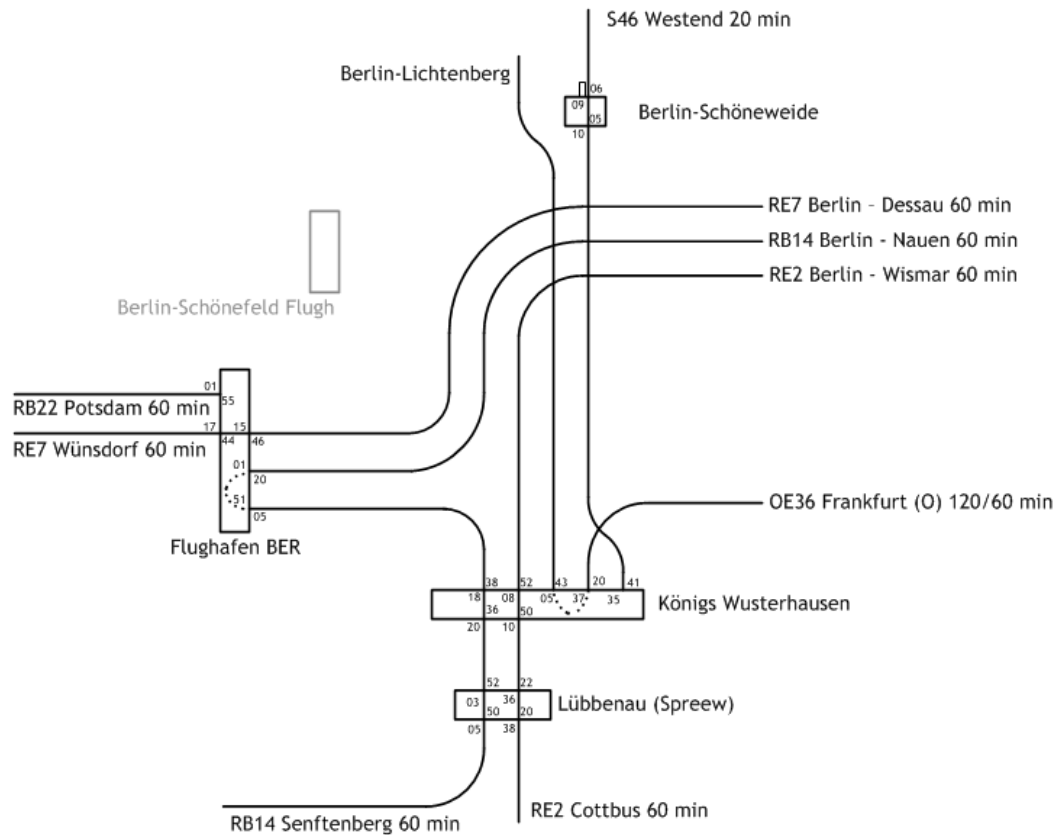 S46 Westend 20 min
Berlin-Lichtenberg
06
09
05
10
Berlin-Schöneweide
RE7 Berlin - Dessau 60 min
RB14 Berlin - Nauen 60 min
RE2 Berlin - Wismar 60 min
Berlin-Schönefeld Flugh
01
55
RB22 Potsdam 60 min
17
15
44
46
RE7 Wünsdorf 60 min
01
20
51
05
Flughafen BER
OE36 Frankfurt (O) 120/60 min
38
52
43
20
41
18
08
05
37
35
Königs Wusterhausen
36
50
20
10
52
22
03
36
Lübbenau (Spreew)
50
20
05
38
RB14 Senftenberg 60 min
RE2 Cottbus 60 min